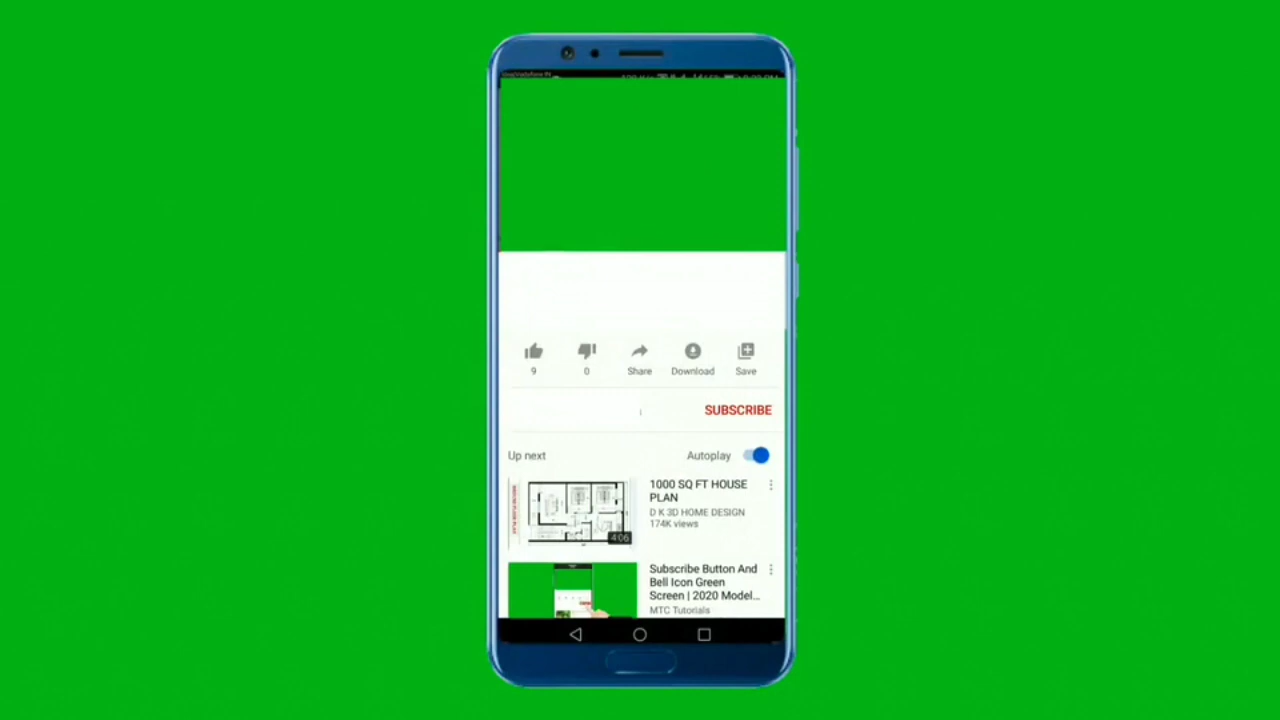 9
0
Share
Download
Save
SUBSCRIBE
Up next
Autoplay
1000 SQ FT HOUSE
PLAN
D K 3D HOME DESIGN
174K views
4:06
Subscribe Button And
Bell Icon Green
Screen | 2020 Model...
MTC Tutorials